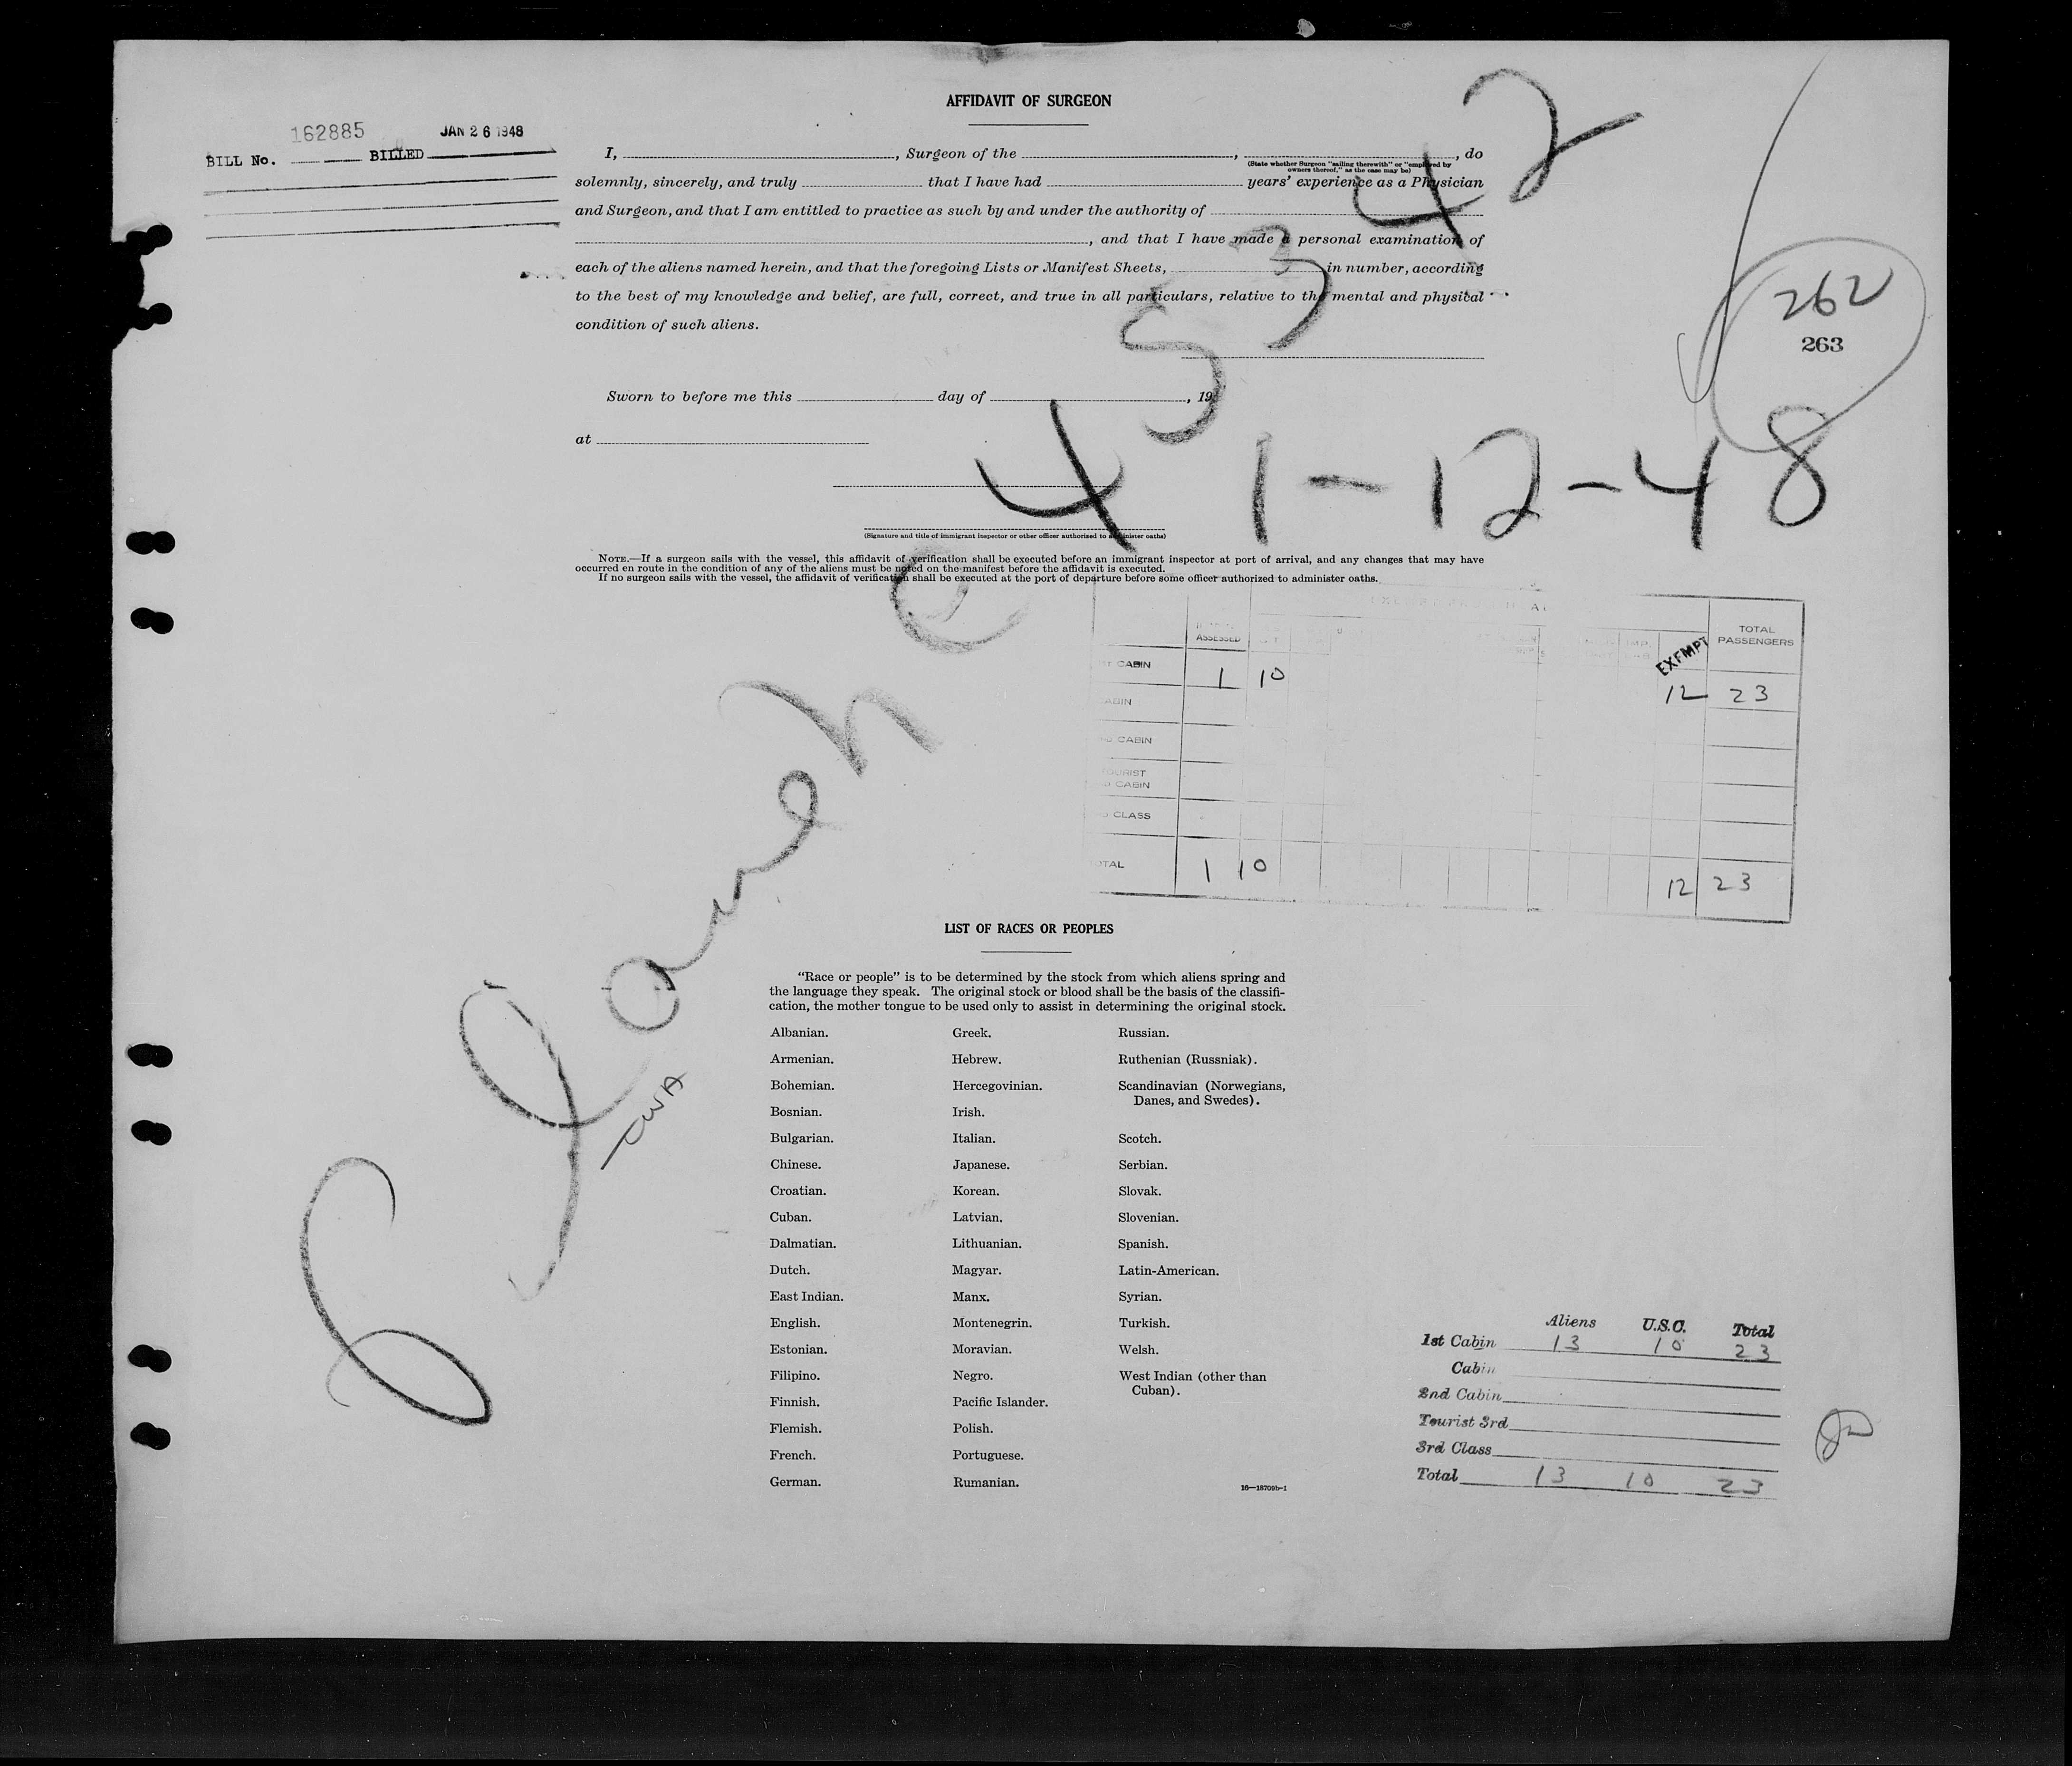 AFFIDAVIT OF SURGEON
162885 JAN 26 1948
BILL No. BILLED
I, , Surgeon of the , , do
(State whether Surgeon "sailing therewith" or "employed by owners thereof," as the case may be)
solemnly, sincerely, and truly that I have had years' experience as a Physician
and Surgeon, and that I am entitled to practice as such by and under the authority of
, and that I have made a personal examination of
each of the aliens named herein, and that the foregoing Lists or Manifest Sheets, in number, according
to the best of my knowledge and belief, are full, correct, and true in all particulars, relative to the mental and physical
condition of such aliens.
262
263
Sworn to before me this day of , 19
at
(Signature and title of immigrant inspector or other officer authorized to administer oaths)
Plane 45342
1-12-48
TWA
NOTE.—If a surgeon sails with the vessel, this affidavit of verification shall be executed before an immigrant inspector at port of arrival, and any changes that may have
occurred en route in the condition of any of the aliens must be noted on the manifest before the affidavit is executed.
If no surgeon sails with the vessel, the affidavit of verification shall be executed at the port of departure before some officer authorized to administer oaths.
ASSESSED EXEMPT TOTAL PASSENGERS
CABIN 1 10 12 23
CABIN
CABIN
TOURIST
CABIN
CLASS
TOTAL 1 10 12 23
LIST OF RACES OR PEOPLES
"Race or people" is to be determined by the stock from which aliens spring and
the language they speak. The original stock or blood shall be the basis of the classifi-
cation, the mother tongue to be used only to assist in determining the original stock.
Albanian. Greek. Russian.
Armenian. Hebrew. Ruthenian (Russniak).
Bohemian. Hercegovinian. Scandinavian (Norwegians,
Danes, and Swedes).
Bosnian. Irish.
Bulgarian. Italian. Scotch.
Chinese. Japanese. Serbian.
Croatian. Korean. Slovak.
Cuban. Latvian. Slovenian.
Dalmatian. Lithuanian. Spanish.
Dutch. Magyar. Latin-American.
East Indian. Manx. Syrian.
English. Montenegrin. Turkish.
Estonian. Moravian. Welsh.
Filipino. Negro. West Indian (other than
Cuban).
Finnish. Pacific Islander.
Flemish. Polish.
French. Portuguese.
German. Rumanian.
16—18709b-1
Aliens U.S.C. Total
1st Cabin 13 10 23
Cabin
2nd Cabin
Tourist 3rd
3rd Class
Total 13 10 23